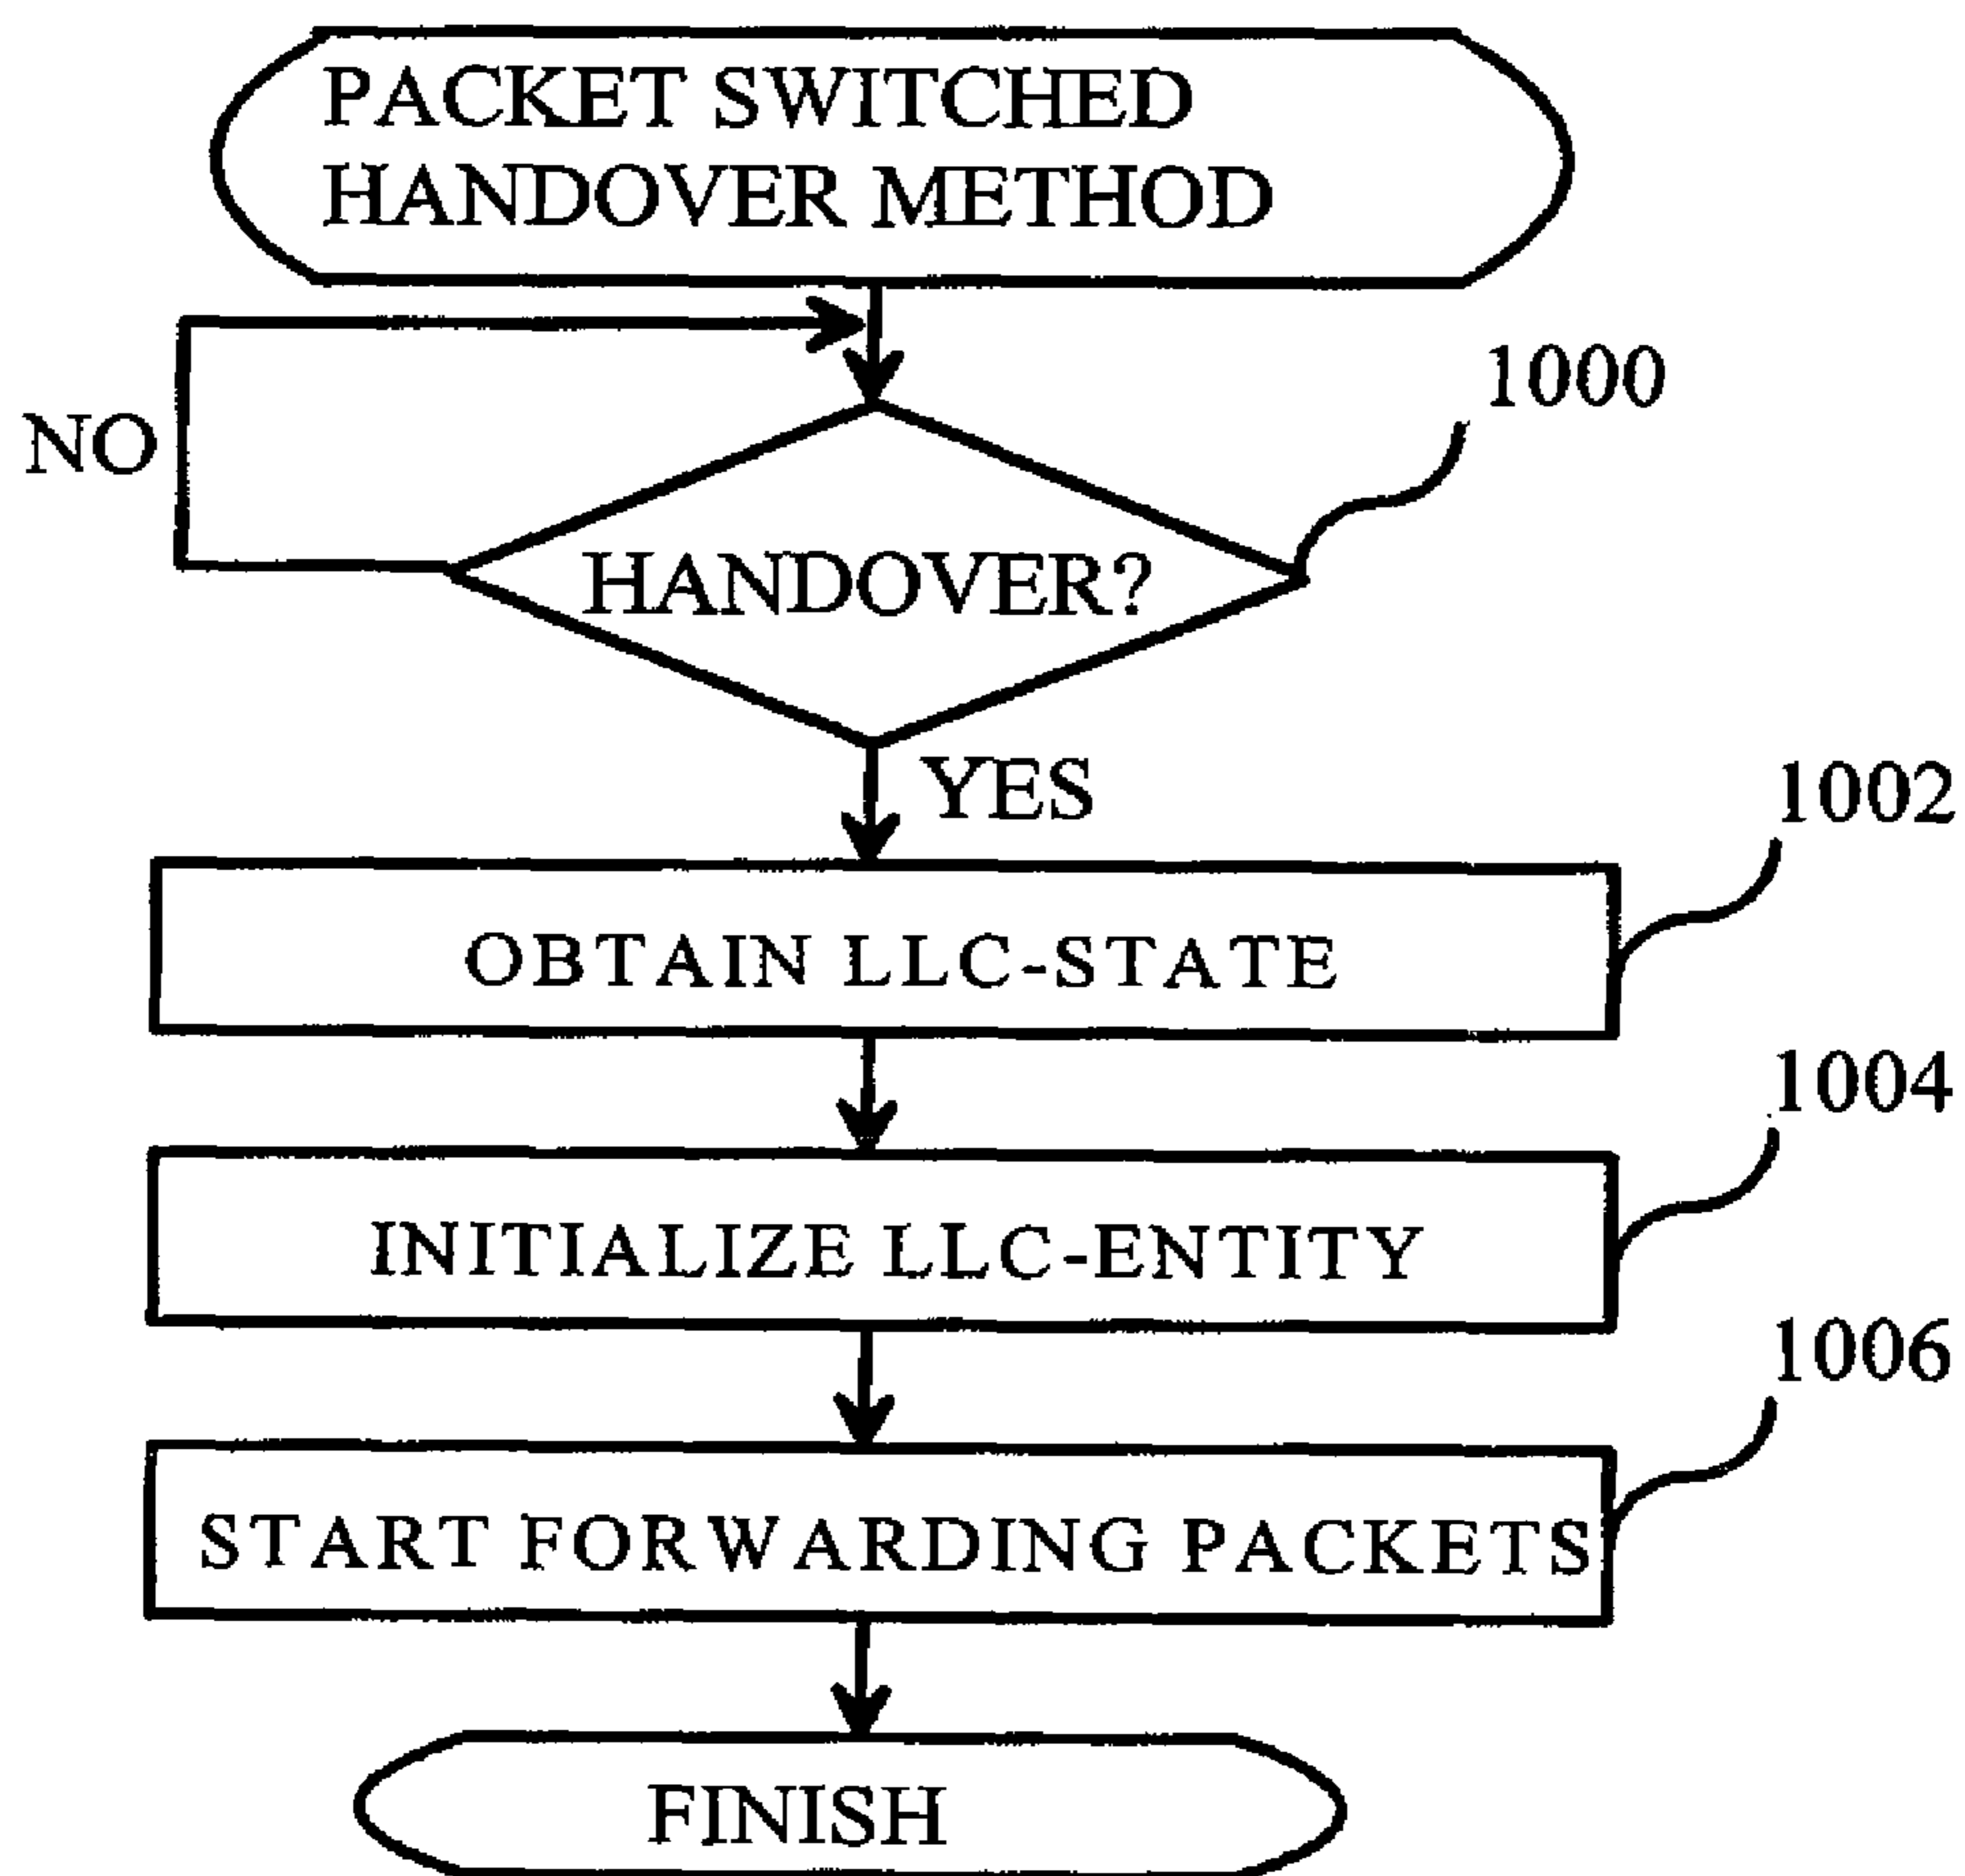 PACKET SWITCHED
HANDOVER METHOD
1000
NO
HANDOVER?
YES
1002
OBTAIN LLC-STATE
1004
INITIALIZE LLC-ENTITY
1006
START FORWARDING PACKETS
FINISH